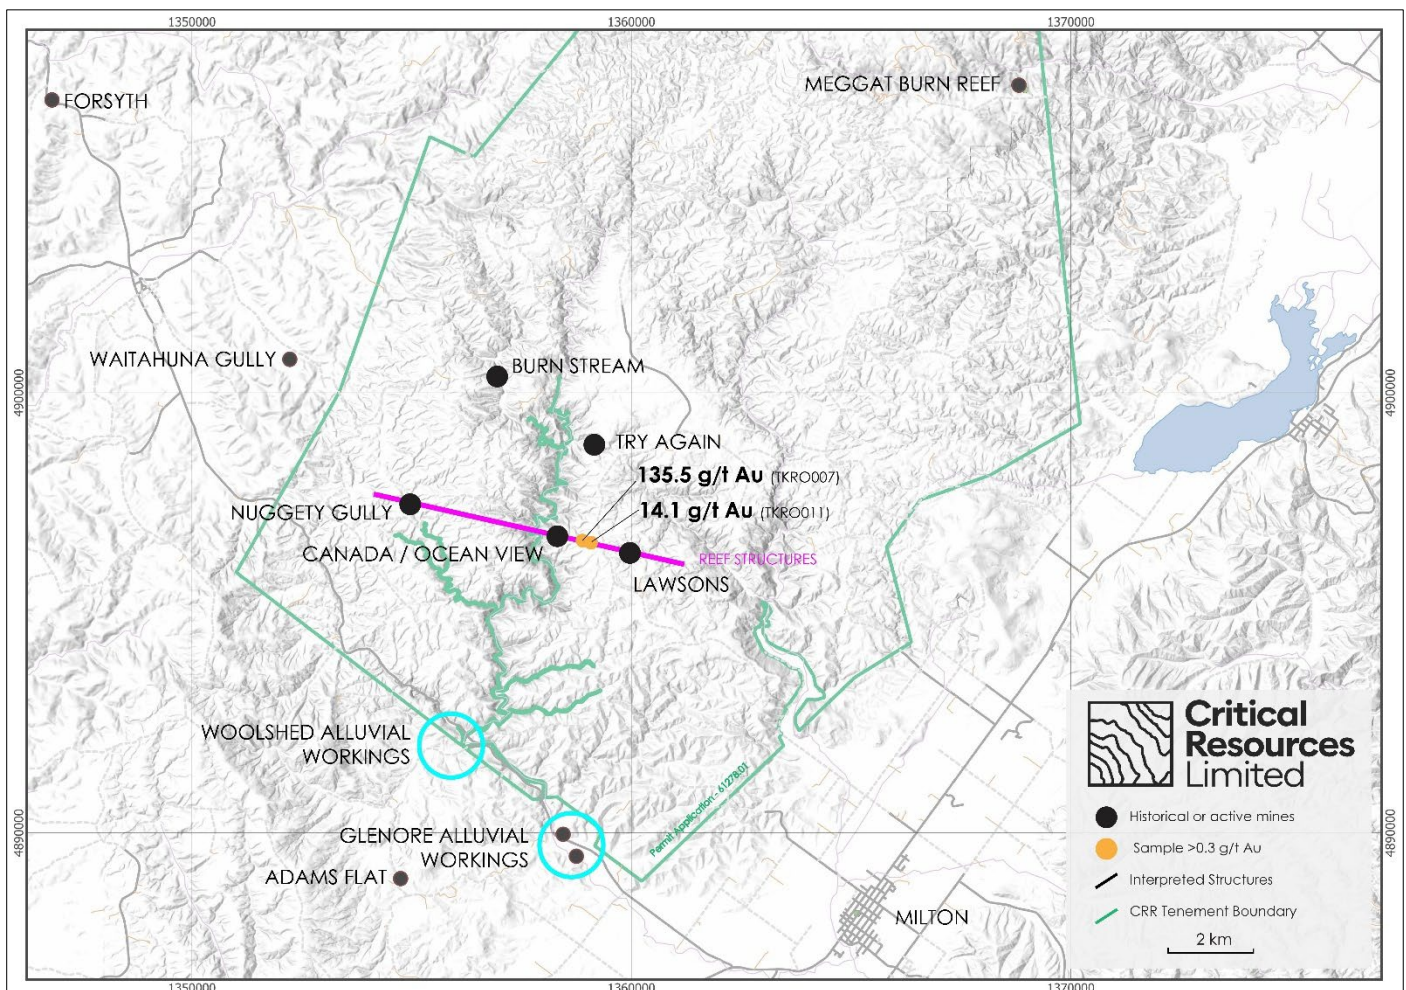 1350000
1360000
1370000
MEGGAT BURN REEF
FORSYTH
WAITAHUNA GULLY
BURN STREAM
4900000
4900000
TRY AGAIN
135.5 g/t Au (TKRO007)
14.1 g/t Au (TKRO011)
NUGGETY GULLY
CANADA / OCEAN VIEW
REEF STRUCTURES
LAWSONS
WOOLSHED ALLUVIAL
WORKINGS
Permit Application - 61278.01
GLENORE ALLUVIAL
WORKINGS
4890000
4890000
ADAMS FLAT
MILTON
Critical
Resources
Limited
Historical or active mines
Sample >0.3 g/t Au
Interpreted Structures
CRR Tenement Boundary
2 km
1350000
1360000
1370000